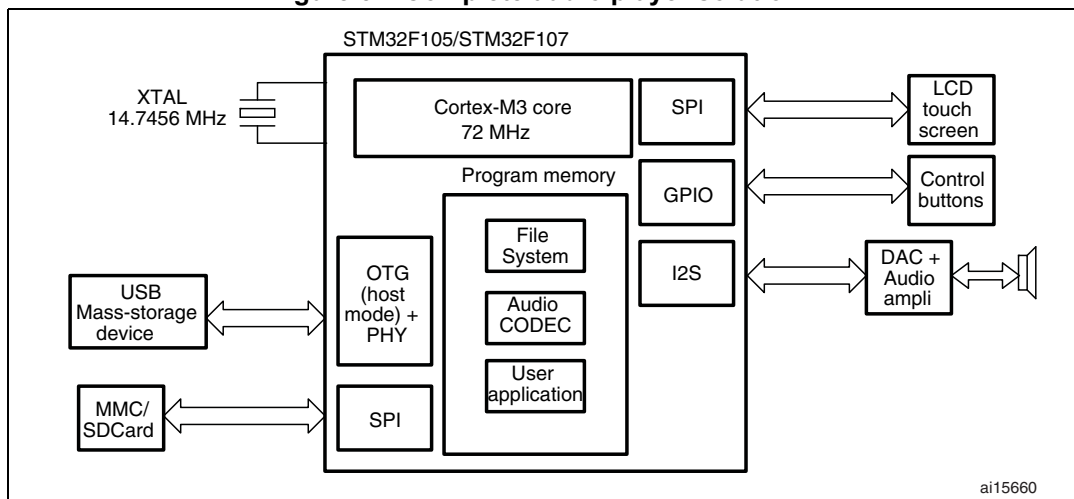 STM32F105/STM32F107
XTAL
14.7456 MHz
Cortex-M3 core
72 MHz
SPI
LCD
touch
screen
Program memory
GPIO
Control
buttons
File
System
OTG
(host
mode) +
PHY
I2S
DAC +
Audio
ampli
USB
Mass-storage
device
Audio
CODEC
User
application
MMC/
SDCard
SPI
ai15660